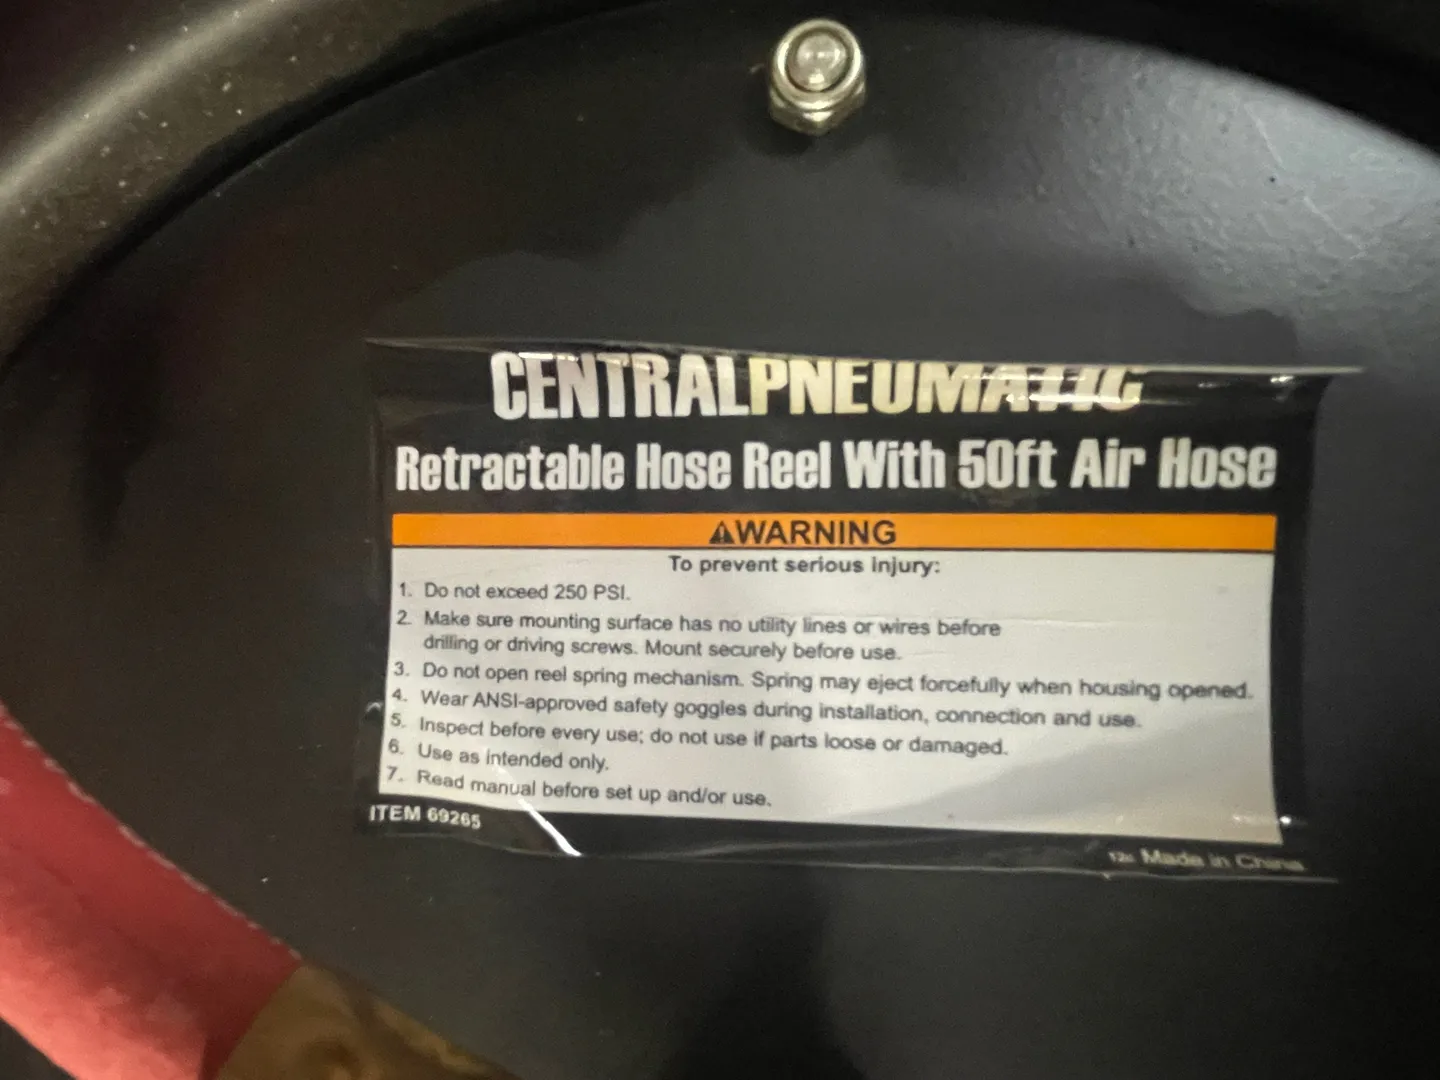 CENTRALPNEUMATIC
Retractable Hose Reel With 50ft Air Hose
⚠WARNING
To prevent serious injury:
1. Do not exceed 250 PSI.
2. Make sure mounting surface has no utility lines or wires before
drilling or driving screws. Mount securely before use.
3. Do not open reel spring mechanism. Spring may eject forcefully when housing opened.
4. Wear ANSI-approved safety goggles during installation, connection and use.
5. Inspect before every use; do not use if parts loose or damaged.
6. Use as intended only.
7. Read manual before set up and/or use.
ITEM 69265
Made in China